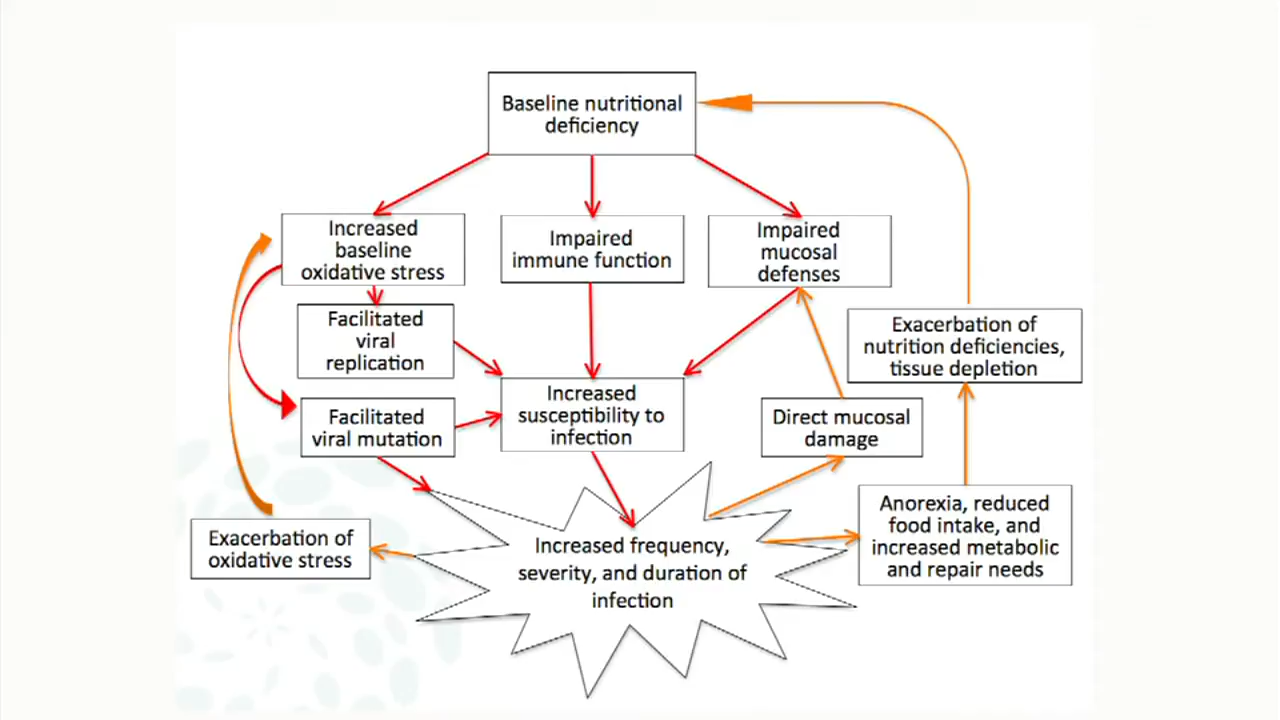 Baseline nutritional
deficiency
Increased
baseline
oxidative stress
Impaired
immune function
Impaired
mucosal
defenses
Facilitated
viral
replication
Exacerbation of
nutrition deficiencies,
tissue depletion
Facilitated
viral mutation
Increased
susceptibility to
infection
Direct mucosal
damage
Exacerbation of
oxidative stress
Increased frequency,
severity, and duration of
infection
Anorexia, reduced
food intake, and
increased metabolic
and repair needs